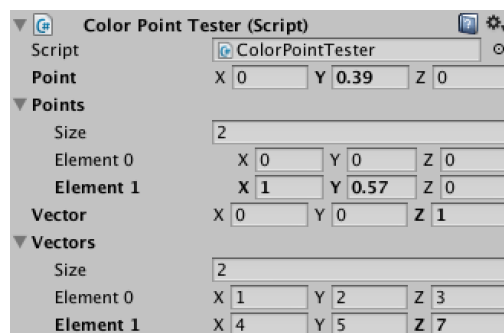 Color Point Tester (Script)
Script ColorPointTester
Point X 0 Y 0.39 Z 0
Points
Size 2
Element 0 X 0 Y 0 Z 0
Element 1 X 1 Y 0.57 Z 0
Vector X 0 Y 0 Z 1
Vectors
Size 2
Element 0 X 1 Y 2 Z 3
Element 1 X 4 Y 5 Z 7